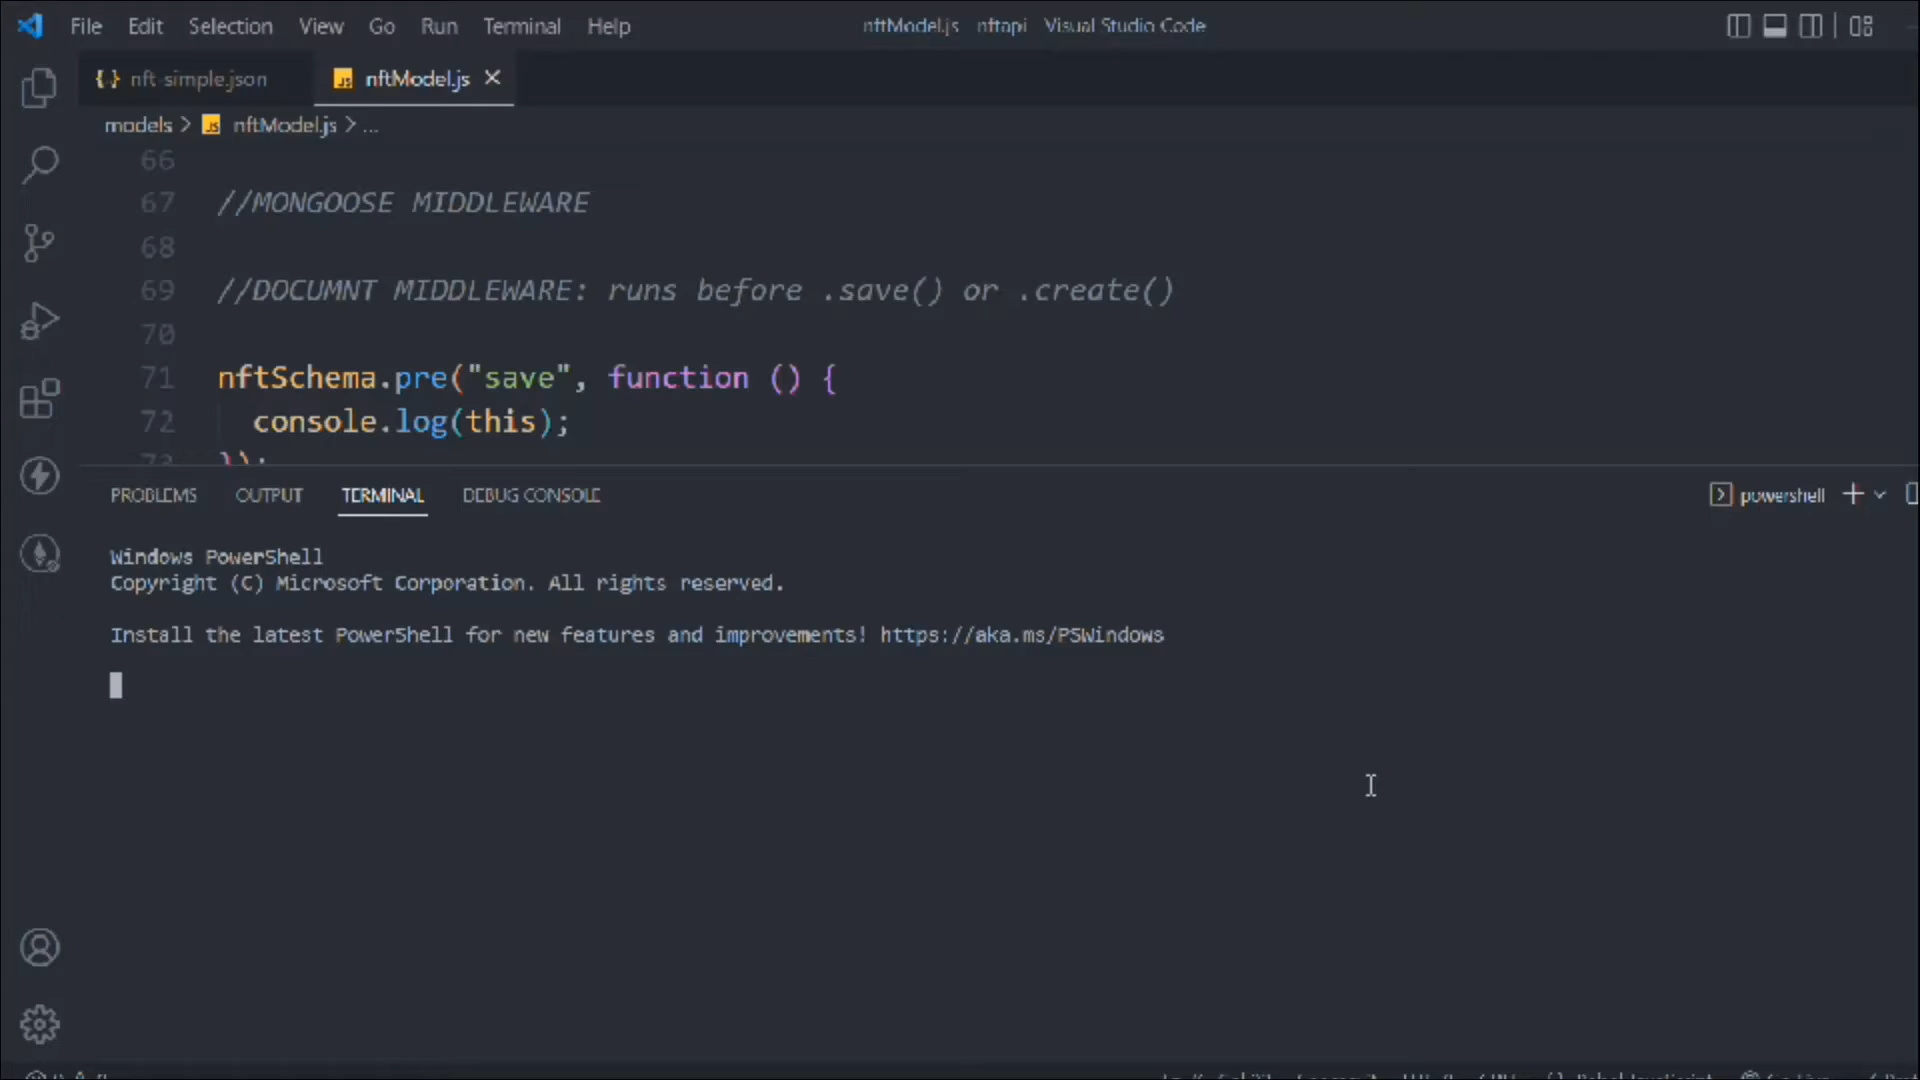 File Edit Selection View Go Run Terminal Help nftModel.js nftapi Visual Studio Code
{.} nft-simple.json JS nftModel.js
models > JS nftModel.js > ...
66
67 //MONGOOSE MIDDLEWARE
68
69 //DOCUMNT MIDDLEWARE: runs before .save() or .create()
70
71 nftSchema.pre("save", function () {
72 console.log(this);
73 });
PROBLEMS OUTPUT TERMINAL DEBUG CONSOLE powershell
Windows PowerShell
Copyright (C) Microsoft Corporation. All rights reserved.
Install the latest PowerShell for new features and improvements! https://aka.ms/PSWindows